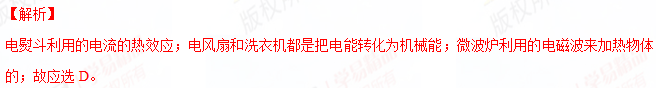 【解析】
电熨斗利用的电流的热效应；电风扇和洗衣机都是把电能转化为机械能；微波炉利用的电磁波来加热物体
的；故应选 D。